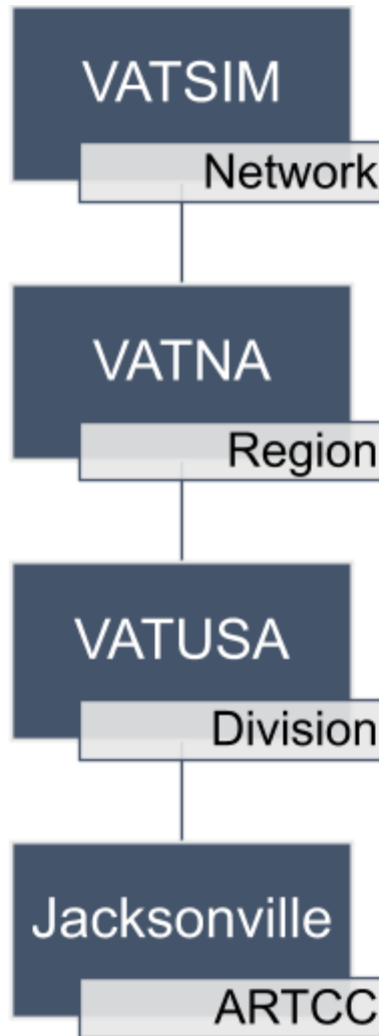 VATSIM
Network
VATNA
Region
VATUSA
Division
Jacksonville
ARTCC